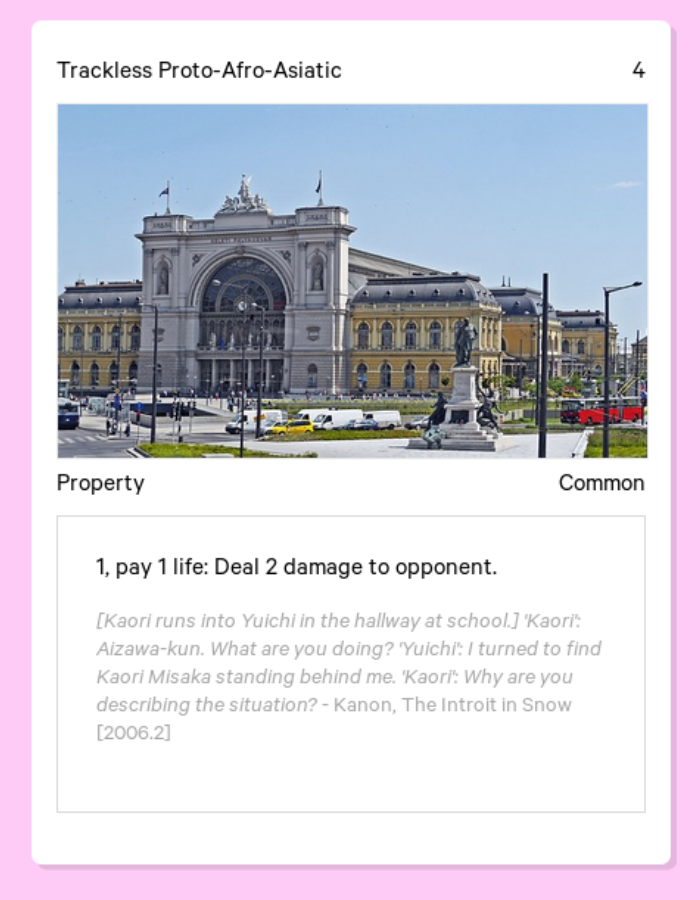 Trackless Proto-Afro-Asiatic 4
Property Common
1, pay 1 life: Deal 2 damage to opponent.
[Kaori runs into Yuichi in the hallway at school.] 'Kaori':
Aizawa-kun. What are you doing? 'Yuichi': I turned to find
Kaori Misaka standing behind me. 'Kaori': Why are you
describing the situation? - Kanon, The Introit in Snow
[2006.2]